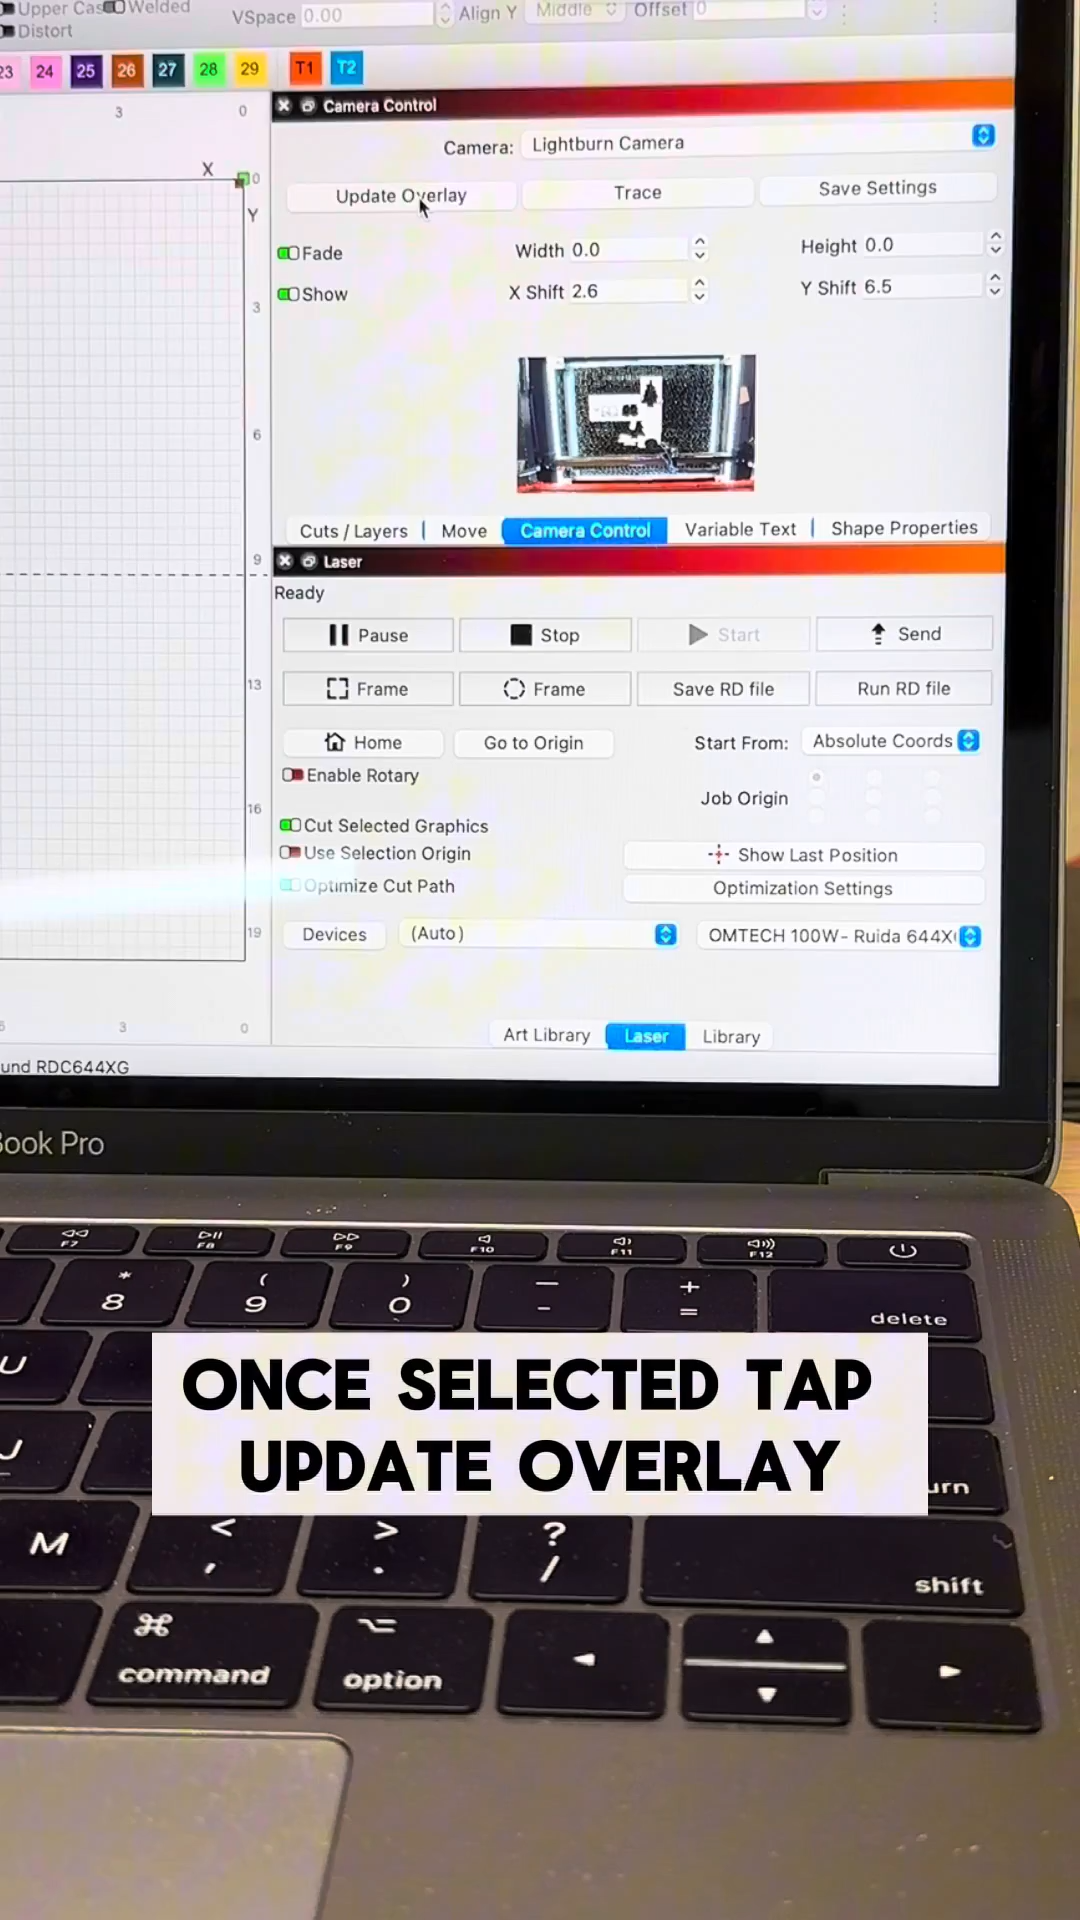 Upper Case Welded
VSpace 0.00 Align Y Middle Offset 0
Distort
23 24 25 26 27 28 29 T1 T2
Camera Control
3 0
Camera: Lightburn Camera
X 0
Update Overlay Trace Save Settings
Y
Fade Width 0.0 Height 0.0
Show X Shift 2.6 Y Shift 6.5
3
6
Cuts / Layers Move Camera Control Variable Text Shape Properties
9
Laser
Ready
Pause Stop Start Send
13
Frame Frame Save RD file Run RD file
Home Go to Origin Start From: Absolute Coords
Enable Rotary
Job Origin
16
Cut Selected Graphics
Use Selection Origin Show Last Position
Optimize Cut Path Optimization Settings
19
Devices (Auto) OMTECH 100W- Ruida 644X
3 0
Art Library Laser Library
und RDC644XG
Book Pro
F7 F8 F9 F10 F11 F12
* ( ) — +
8 9 0 - =
delete
U
ONCE SELECTED TAP
UPDATE OVERLAY
urn
M < > ?
, . /
shift
⌘ ⌥
command option